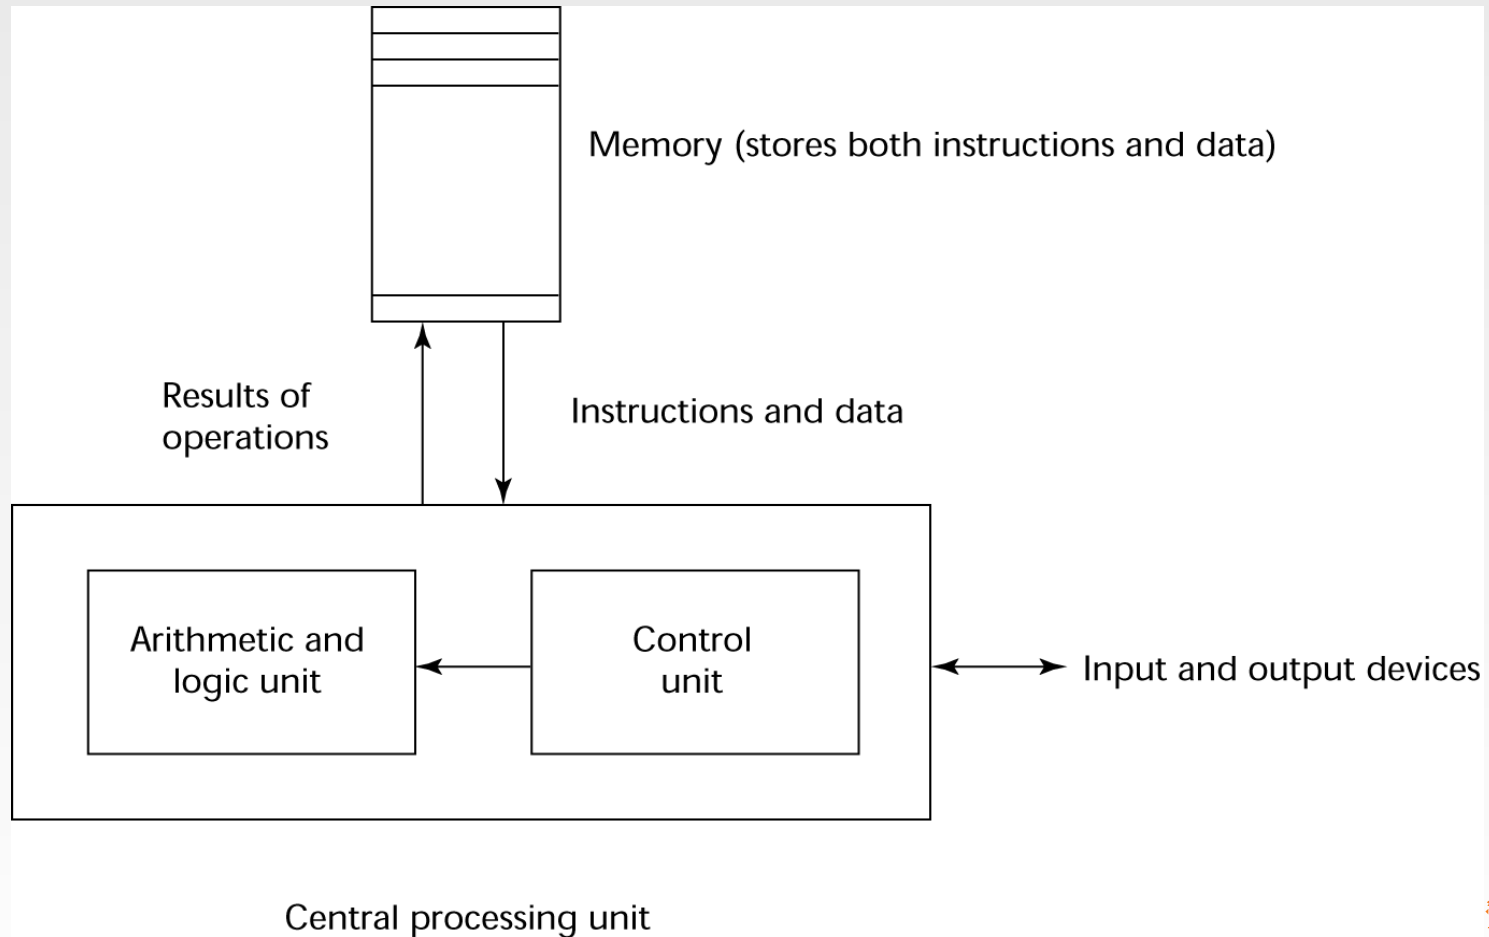 Memory (stores both instructions and data)
Results of
operations
Instructions and data
Arithmetic and
logic unit
Control
unit
Input and output devices
Central processing unit